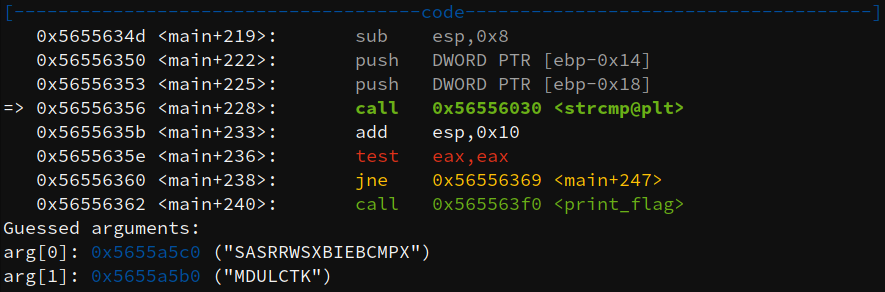 [-------------------------------------code-------------------------------------]
   0x5655634d <main+219>:	sub    esp,0x8
   0x56556350 <main+222>:	push   DWORD PTR [ebp-0x14]
   0x56556353 <main+225>:	push   DWORD PTR [ebp-0x18]
=> 0x56556356 <main+228>:	call   0x56556030 <strcmp@plt>
   0x5655635b <main+233>:	add    esp,0x10
   0x5655635e <main+236>:	test   eax,eax
   0x56556360 <main+238>:	jne    0x56556369 <main+247>
   0x56556362 <main+240>:	call   0x565563f0 <print_flag>
Guessed arguments:
arg[0]: 0x5655a5c0 ("SASRRWSXBIEBCMPX")
arg[1]: 0x5655a5b0 ("MDULCTK")